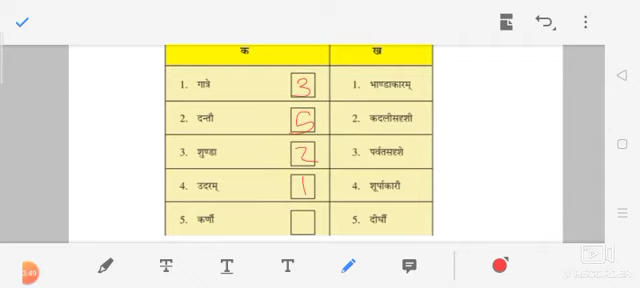 क ख
1. गात्रे 3 1. भाण्डाकारम्
2. दन्तौ 5 2. कदलीसदृशी
3. शुण्डा 2 3. पर्वतसदृशे
4. उदरम् 1 4. शूर्पाकारौ
5. कर्णौ 5. दीर्घौ